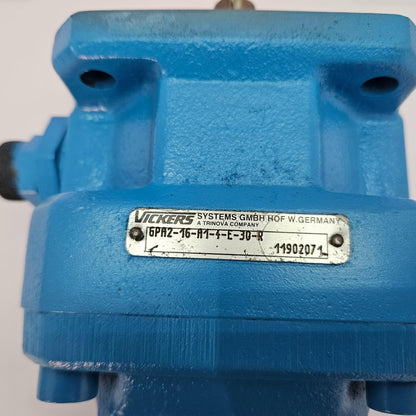 VICKERS SYSTEMS GMBH HOF W. GERMANY
A TRINOVA COMPANY
GPA2-16-A1-4-E-30-R
11902071